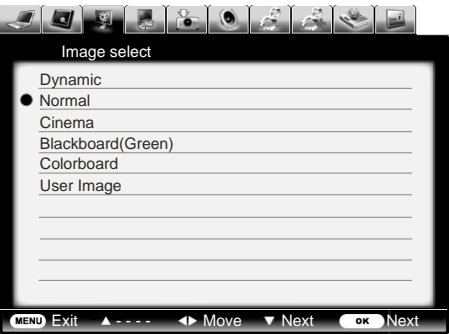 Image select
Dynamic
Normal
Cinema
Blackboard(Green)
Colorboard
User Image
MENU Exit ▲ - - - - ◀▶ Move ▼ Next OK Next